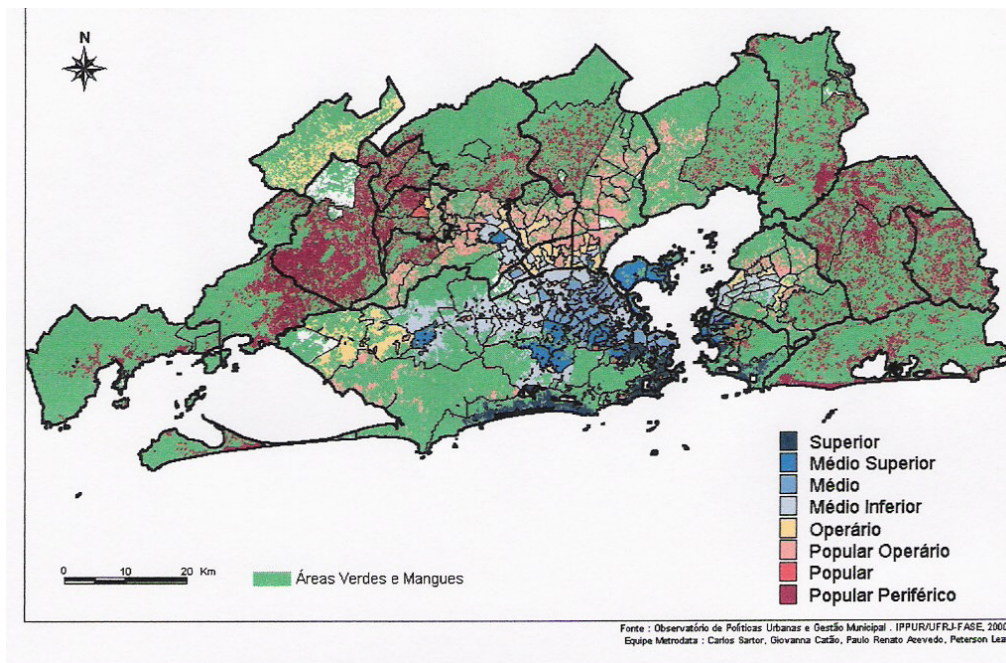 N
Superior
Médio Superior
Médio
Médio Inferior
Operário
Popular Operário
Popular
Popular Periférico
0 10 20 Km
Áreas Verdes e Mangues
Fonte : Observatório de Políticas Urbanas e Gestão Municipal . IPPUR/UFRJ-FASE, 2000
Equipe Metrodata : Carlos Sartor, Giovanna Catão, Paulo Renato Azevedo, Peterson Lea